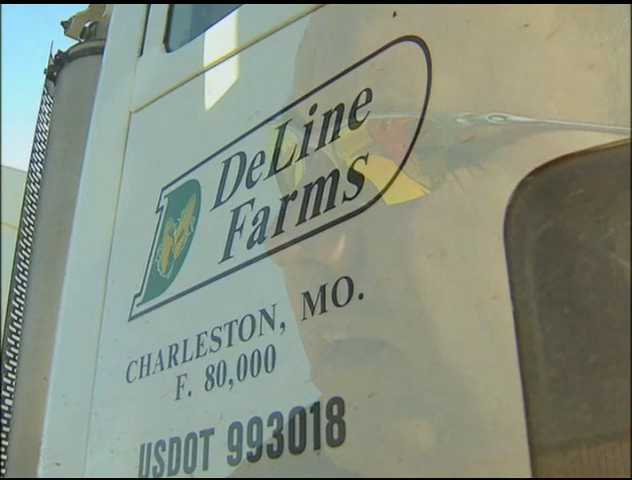 DeLine
Farms
CHARLESTON, MO.
F. 80,000
USDOT 993018